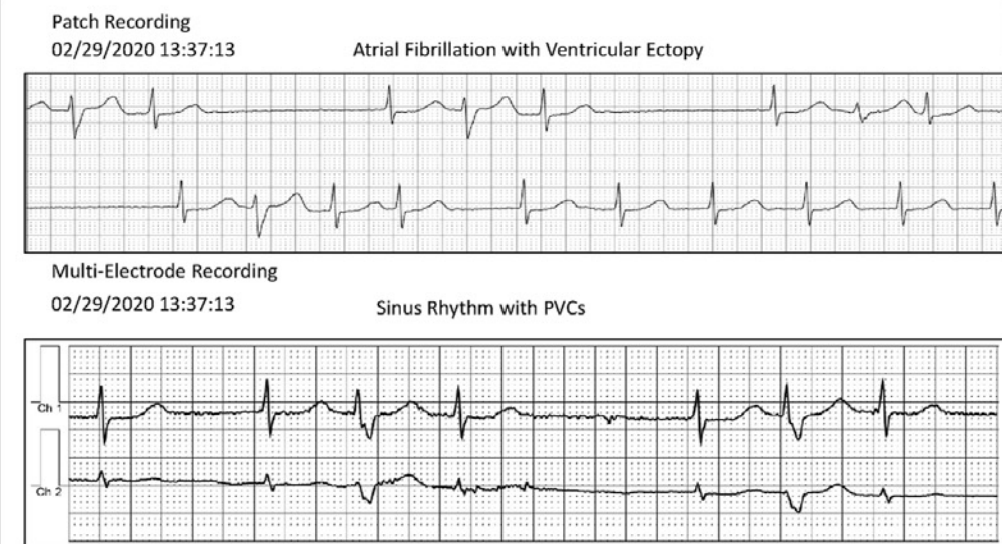 Patch Recording
02/29/2020 13:37:13
Atrial Fibrillation with Ventricular Ectopy
Multi-Electrode Recording
02/29/2020 13:37:13
Sinus Rhythm with PVCs
Ch 1
Ch 2